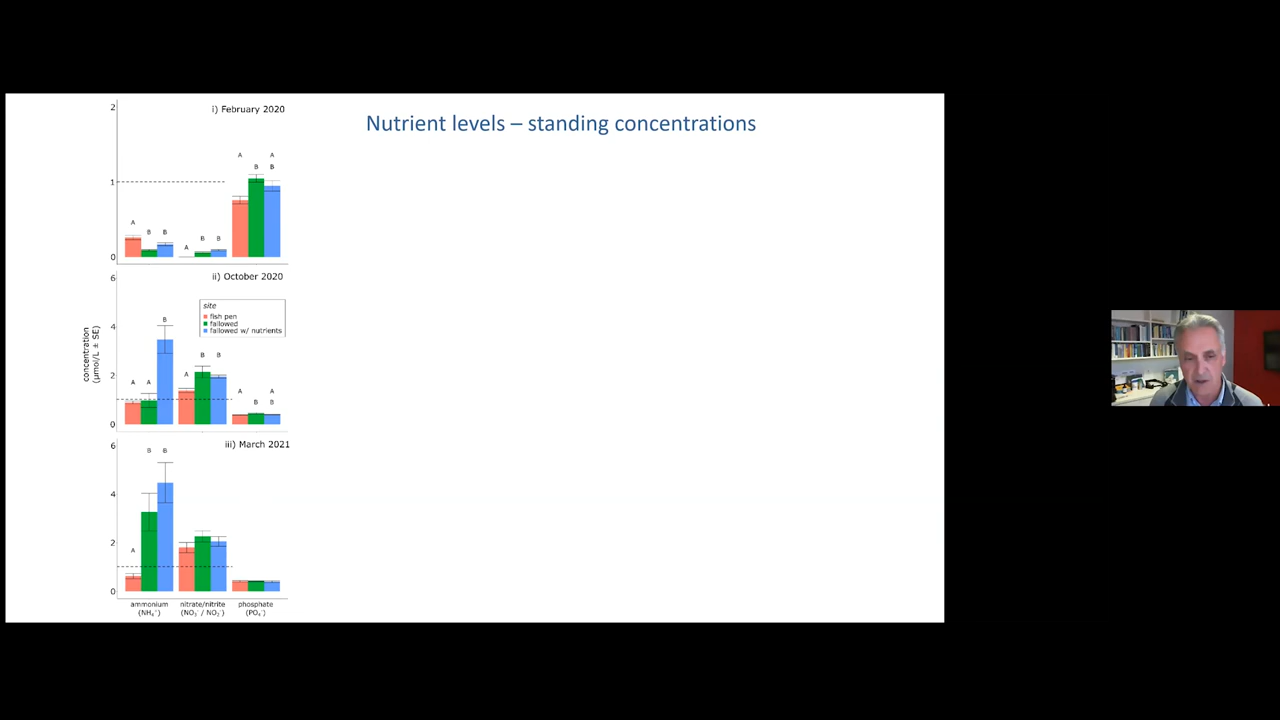 Nutrient levels – standing concentrations
i) February 2020
2
1
0
A
B
B
A
B
B
A
B
A
B
ii) October 2020
6
4
2
0
site
fish pen
fallowed
fallowed w/ nutrients
A
A
B
A
B
B
A
B
A
B
concentration
(µmol/L ± SE)
iii) March 2021
6
4
2
0
A
B
B
ammonium
(NH₄⁺)
nitrate/nitrite
(NO₃⁻/ NO₂⁻)
phosphate
(PO₄⁻)